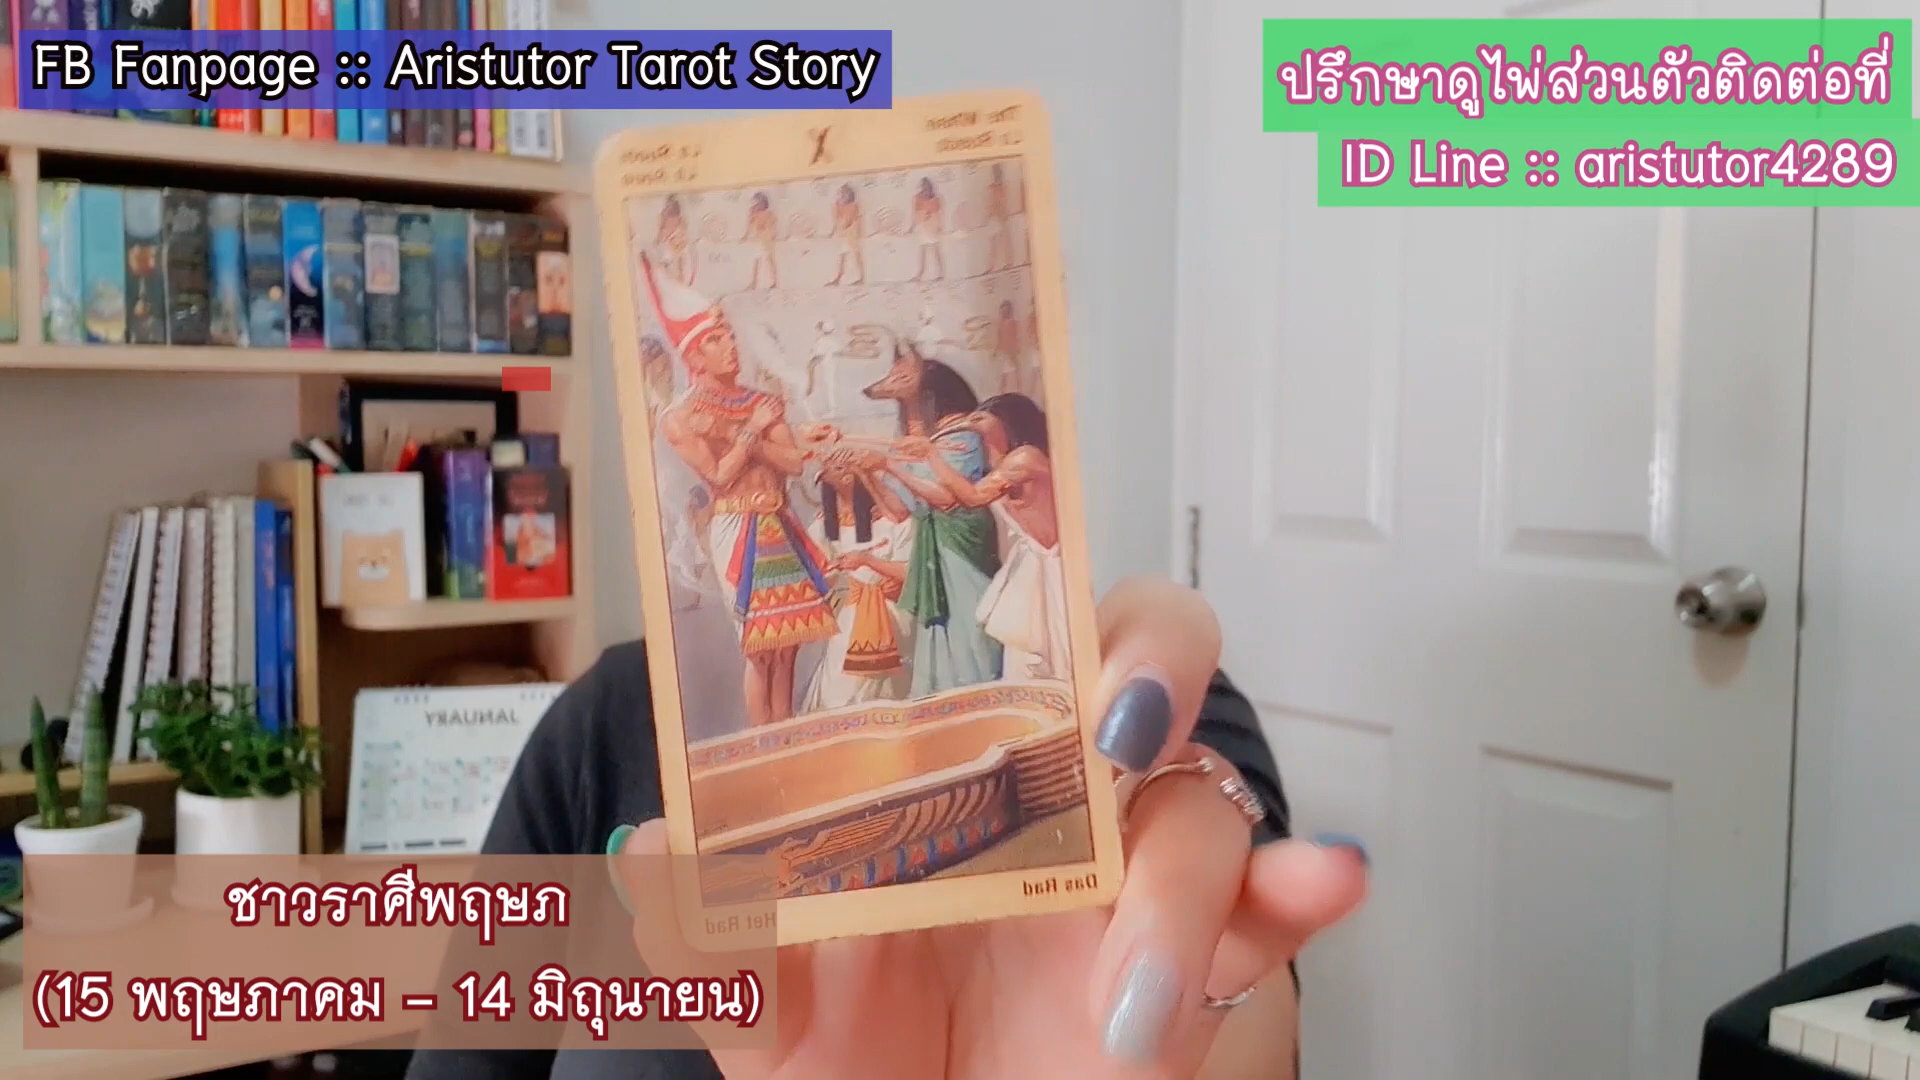 FB Fanpage :: Aristutor Tarot Story
ปรึกษาดูไพ่ส่วนตัวติดต่อที่
ID Line :: aristutor4289
X
JANUARY
Das Rad
Het Rad
ชาวราศีพฤษภ
(15 พฤษภาคม – 14 มิถุนายน)